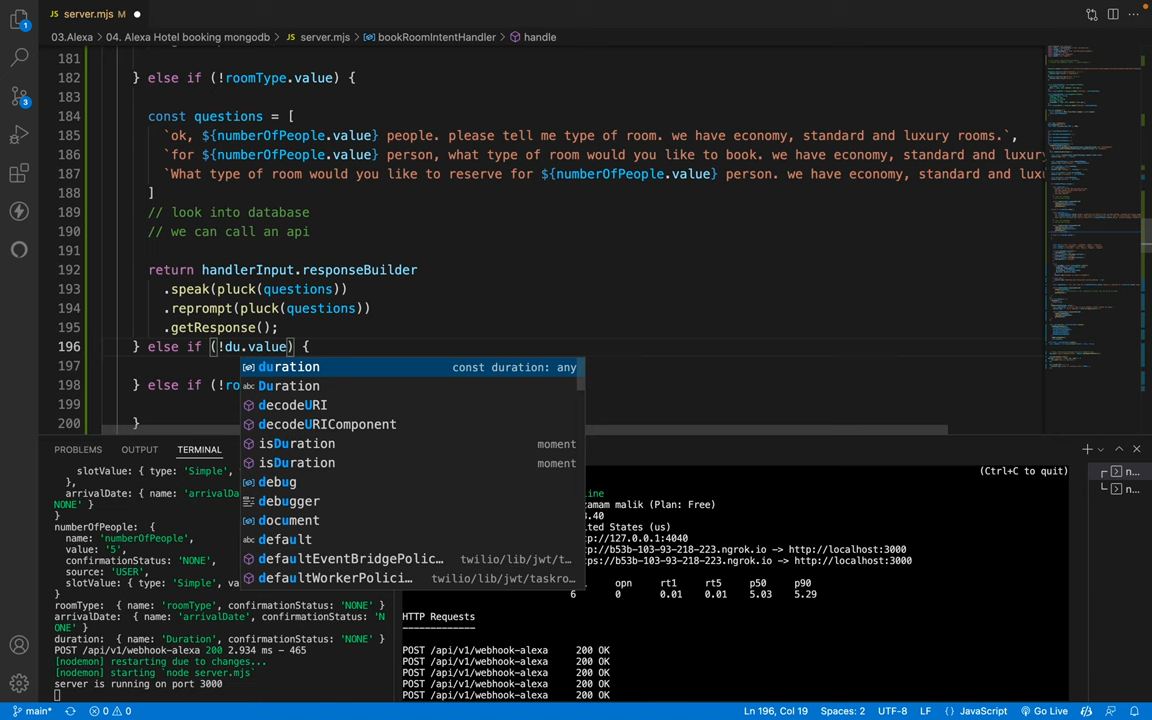 JS server.mjs M
03.Alexa > 04. Alexa Hotel booking mongodb > JS server.mjs > bookRoomIntentHandler > handle
181
182 } else if (!roomType.value) {
183
184 const questions = [
185 `ok, ${numberOfPeople.value} people. please tell me type of room. we have economy, standard and luxury rooms.`,
186 `for ${numberOfPeople.value} person, what type of room would you like to book. we have economy, standard and luxury
187 `What type of room would you like to reserve for ${numberOfPeople.value} person. we have economy, standard and lux
188 ]
189 // look into database
190 // we can call an api
191
192 return handlerInput.responseBuilder
193 .speak(pluck(questions))
194 .reprompt(pluck(questions))
195 .getResponse();
196 } else if (!du.value) {
197
198 } else if (!ro
199
200 }
duration const duration: any
Duration
decodeURI
decodeURIComponent
isDuration moment
isDuration moment
debug
debugger
document
default
defaultEventBridgePolic... twilio/lib/jwt/t...
defaultWorkerPolici... twilio/lib/jwt/taskro...
PROBLEMS OUTPUT TERMINAL
slotValue: { type: 'Simple',
},
arrivalDate: { name: 'arrivalDa
NONE' }
}
numberOfPeople: {
name: 'numberOfPeople',
value: '5',
confirmationStatus: 'NONE',
source: 'USER',
slotValue: { type: 'Simple', va
}
roomType: { name: 'roomType', confirmationStatus: 'NONE' }
arrivalDate: { name: 'arrivalDate', confirmationStatus: 'N
ONE' }
duration: { name: 'Duration', confirmationStatus: 'NONE' }
POST /api/v1/webhook-alexa 200 2.934 ms - 465
[nodemon] restarting due to changes...
[nodemon] starting `node server.mjs`
server is running on port 3000
(Ctrl+C to quit)
line
zamam malik (Plan: Free)
3.40
ited States (us)
tp://127.0.0.1:4040
tp://b53b-103-93-218-223.ngrok.io -> http://localhost:3000
tps://b53b-103-93-218-223.ngrok.io -> http://localhost:3000
opn rt1 rt5 p50 p90
6 0 0.01 0.01 5.03 5.29
HTTP Requests
-------------
POST /api/v1/webhook-alexa 200 OK
POST /api/v1/webhook-alexa 200 OK
POST /api/v1/webhook-alexa 200 OK
POST /api/v1/webhook-alexa 200 OK
POST /api/v1/webhook-alexa 200 OK
n...
n...
1
3
main* 0 0 Ln 196, Col 19 Spaces: 2 UTF-8 LF {} JavaScript Go Live